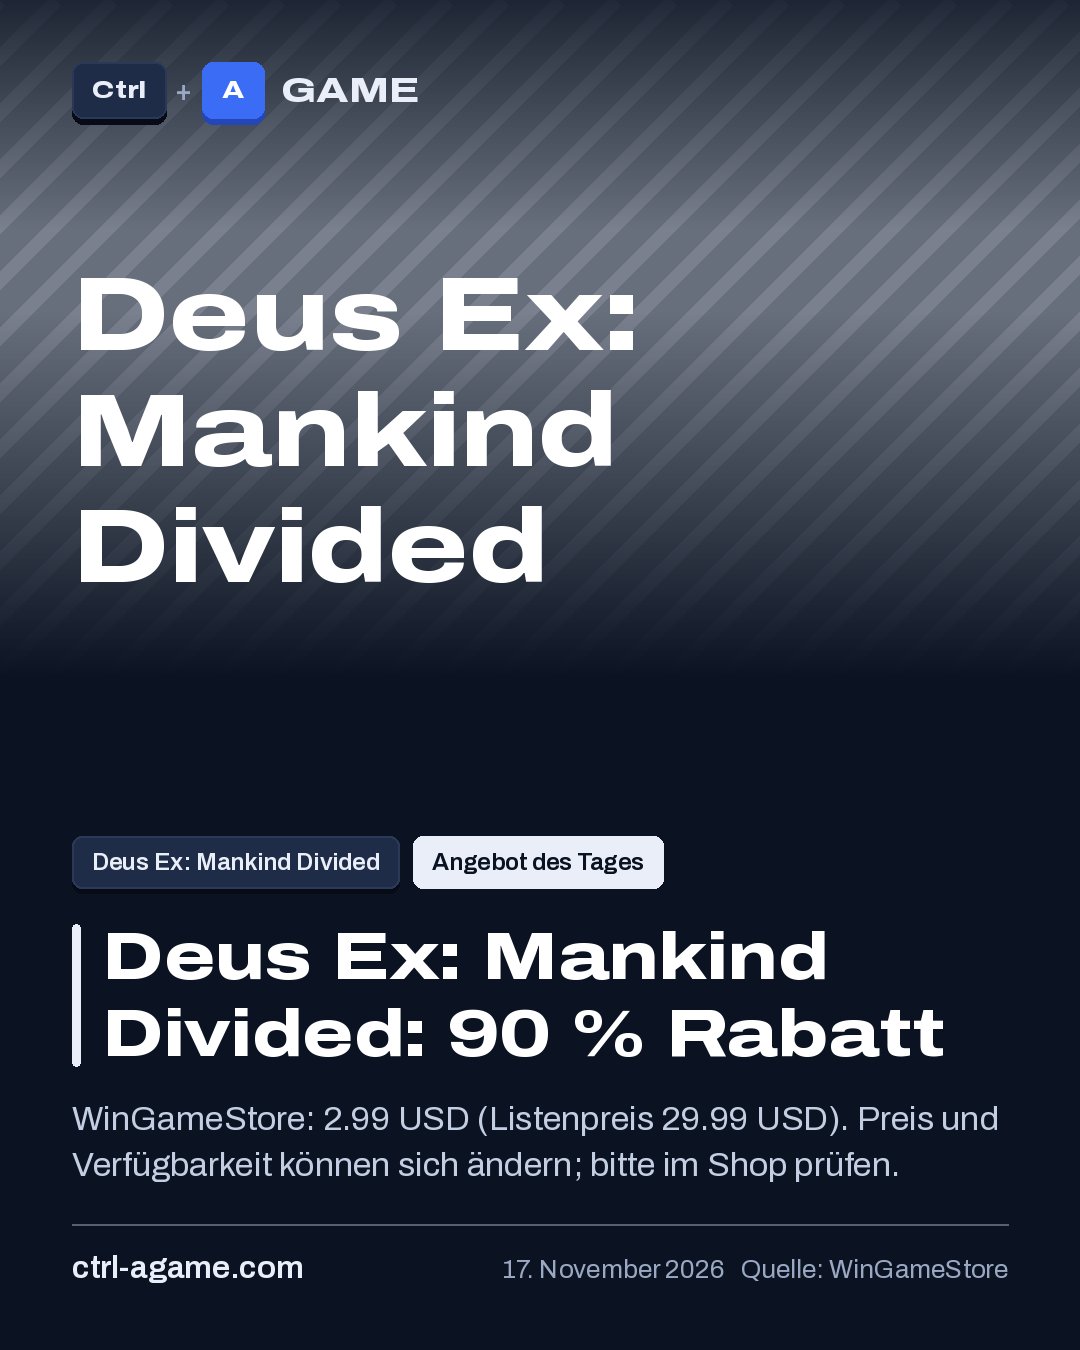 Ctrl + A GAME
Deus Ex:
Mankind
Divided
Deus Ex: Mankind Divided
Angebot des Tages
Deus Ex: Mankind
Divided: 90 % Rabatt
WinGameStore: 2.99 USD (Listenpreis 29.99 USD). Preis und
Verfügbarkeit können sich ändern; bitte im Shop prüfen.
ctrl-agame.com
17. November 2026 Quelle: WinGameStore